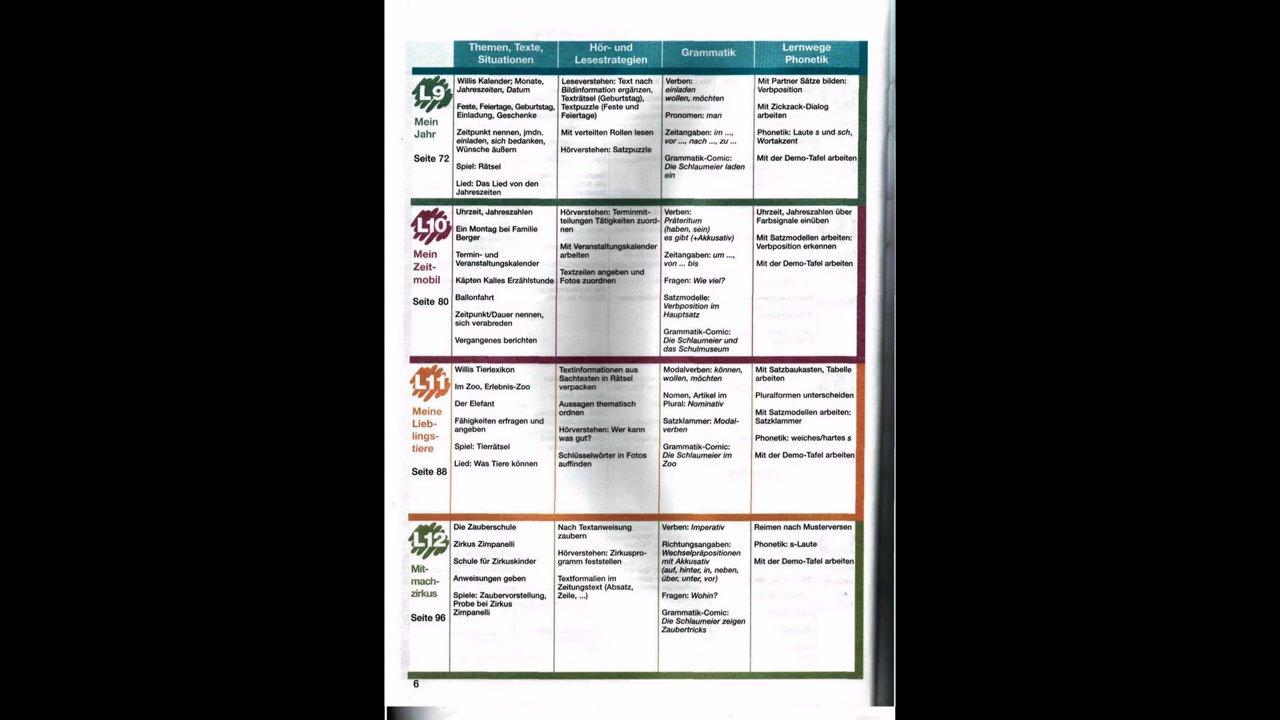 Themen, Texte,
Situationen
Hör- und
Lesestrategien
Grammatik
Lernwege
Phonetik
L9
Mein
Jahr
Seite 72
Willis Kalender; Monate,
Jahreszeiten, Datum
Feste, Feiertage, Geburtstag,
Einladung, Geschenke
Zeitpunkt nennen, jmdn.
einladen, sich bedanken,
Wünsche äußern
Spiel: Rätsel
Lied: Das Lied von den
Jahreszeiten
Leseverstehen: Text nach
Bildinformation ergänzen,
Texträtsel (Geburtstag),
Textpuzzle (Feste und
Feiertage)
Mit verteilten Rollen lesen
Hörverstehen: Satzpuzzle
Verben:
einladen
wollen, möchten
Pronomen: man
Zeitangaben: im ...,
vor ..., nach ..., zu ...
Grammatik-Comic:
Die Schlaumeier laden
ein
Mit Partner Sätze bilden:
Verbposition
Mit Zickzack-Dialog
arbeiten
Phonetik: Laute s und sch,
Wortakzent
Mit der Demo-Tafel arbeiten
L10
Mein
Zeit-
mobil
Seite 80
Uhrzeit, Jahreszahlen
Ein Montag bei Familie
Berger
Termin- und
Veranstaltungskalender
Käpten Kalles Erzählstunde
Ballonfahrt
Zeitpunkt/Dauer nennen,
sich verabreden
Vergangenes berichten
Hörverstehen: Terminmit-
teilungen Tätigkeiten zuord-
nen
Mit Veranstaltungskalender
arbeiten
Textzeilen angeben und
Fotos zuordnen
Verben:
Präteritum
(haben, sein)
es gibt (+Akkusativ)
Zeitangaben: um ...,
von ... bis
Fragen: Wie viel?
Satzmodelle:
Verbposition im
Hauptsatz
Grammatik-Comic:
Die Schlaumeier und
das Schulmuseum
Uhrzeit, Jahreszahlen über
Farbsignale einüben
Mit Satzmodellen arbeiten:
Verbposition erkennen
Mit der Demo-Tafel arbeiten
L11
Meine
Lieb-
lings-
tiere
Seite 88
Willis Tierlexikon
Im Zoo, Erlebnis-Zoo
Der Elefant
Fähigkeiten erfragen und
angeben
Spiel: Tierrätsel
Lied: Was Tiere können
Textinformationen aus
Sachtexten in Rätsel
verpacken
Aussagen thematisch
ordnen
Hörverstehen: Wer kann
was gut?
Schlüsselwörter in Fotos
auffinden
Modalverben: können,
wollen, möchten
Nomen, Artikel im
Plural: Nominativ
Satzklammer: Modal-
verben
Grammatik-Comic:
Die Schlaumeier im
Zoo
Mit Satzbaukasten, Tabelle
arbeiten
Pluralformen unterscheiden
Mit Satzmodellen arbeiten:
Satzklammer
Phonetik: weiches/hartes s
Mit der Demo-Tafel arbeiten
L12
Mit-
mach-
zirkus
Seite 96
Die Zauberschule
Zirkus Zimpanelli
Schule für Zirkuskinder
Anweisungen geben
Spiele: Zaubervorstellung,
Probe bei Zirkus
Zimpanelli
Nach Textanweisung
zaubern
Hörverstehen: Zirkuspro-
gramm feststellen
Textformalien im
Zeitungstext (Absatz,
Zeile, ...)
Verben: Imperativ
Richtungsangaben:
Wechselpräpositionen
mit Akkusativ
(auf, hinter, in, neben,
über, unter, vor)
Fragen: Wohin?
Grammatik-Comic:
Die Schlaumeier zeigen
Zaubertricks
Reimen nach Musterversen
Phonetik: s-Laute
Mit der Demo-Tafel arbeiten
6